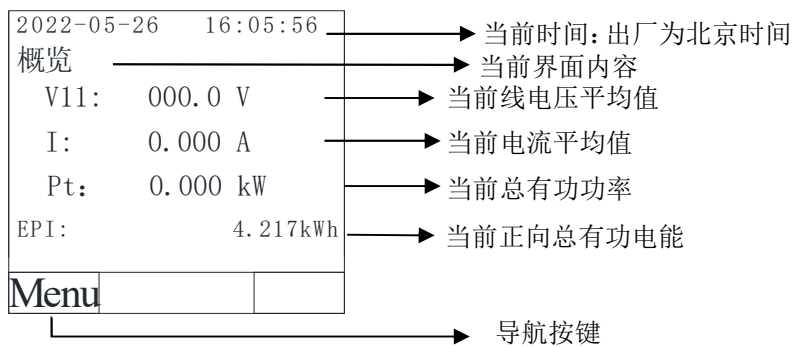 2022-05-26 16:05:56 当前时间: 出厂为北京时间
概览 当前界面内容
V11: 000.0 V 当前线电压平均值
I: 0.000 A 当前电流平均值
Pt: 0.000 kW 当前总有功功率
EPI: 4.217kWh 当前正向总有功电能
Menu
导航按键